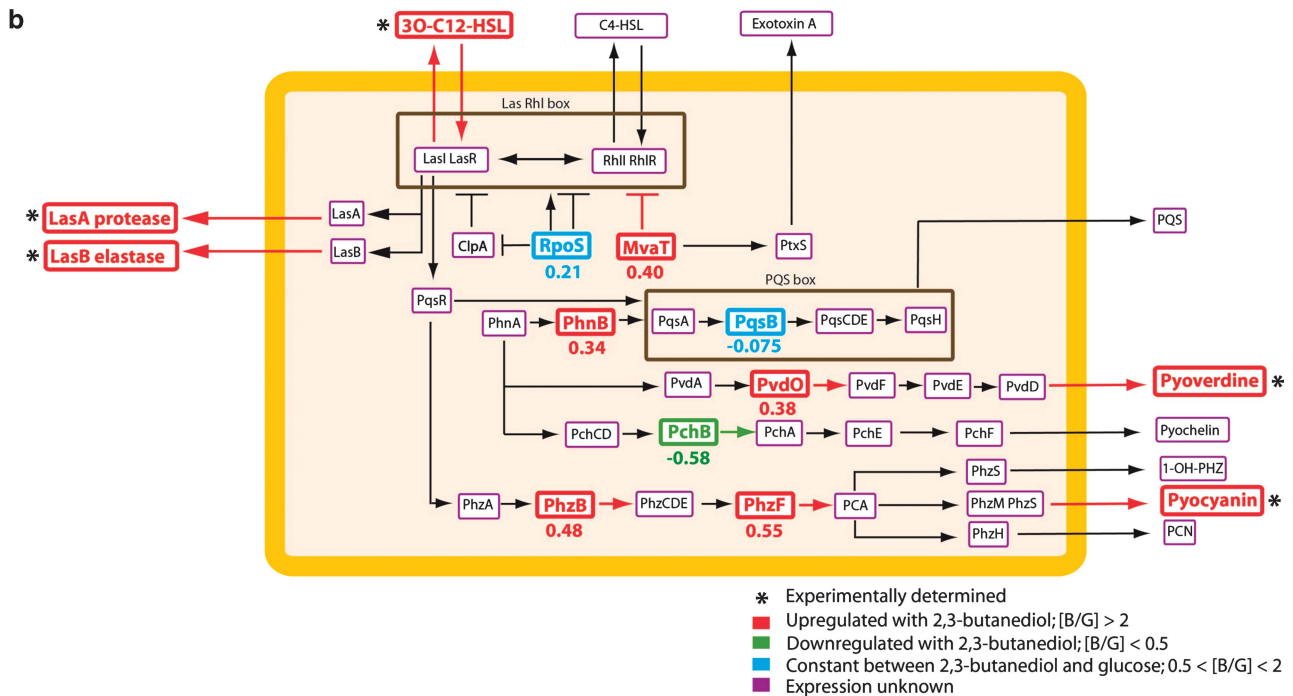 b
* 3O-C12-HSL
C4-HSL
Exotoxin A
Las Rhl box
LasI LasR
RhlI RhlR
* LasA protease
LasA
* LasB elastase
LasB
ClpA
RpoS
0.21
MvaT
0.40
PtxS
PQS
PqsR
PQS box
PhnA
PhnB
0.34
PqsA
PqsB
-0.075
PqsCDE
PqsH
PvdA
PvdO
0.38
PvdF
PvdE
PvdD
Pyoverdine *
PchCD
PchB
-0.58
PchA
PchE
PchF
Pyochelin
PhzA
PhzB
0.48
PhzCDE
PhzF
0.55
PCA
PhzS
1-OH-PHZ
PhzM PhzS
Pyocyanin *
PhzH
PCN
* Experimentally determined
Upregulated with 2,3-butanediol; [B/G] > 2
Downregulated with 2,3-butanediol; [B/G] < 0.5
Constant between 2,3-butanediol and glucose; 0.5 < [B/G] < 2
Expression unknown